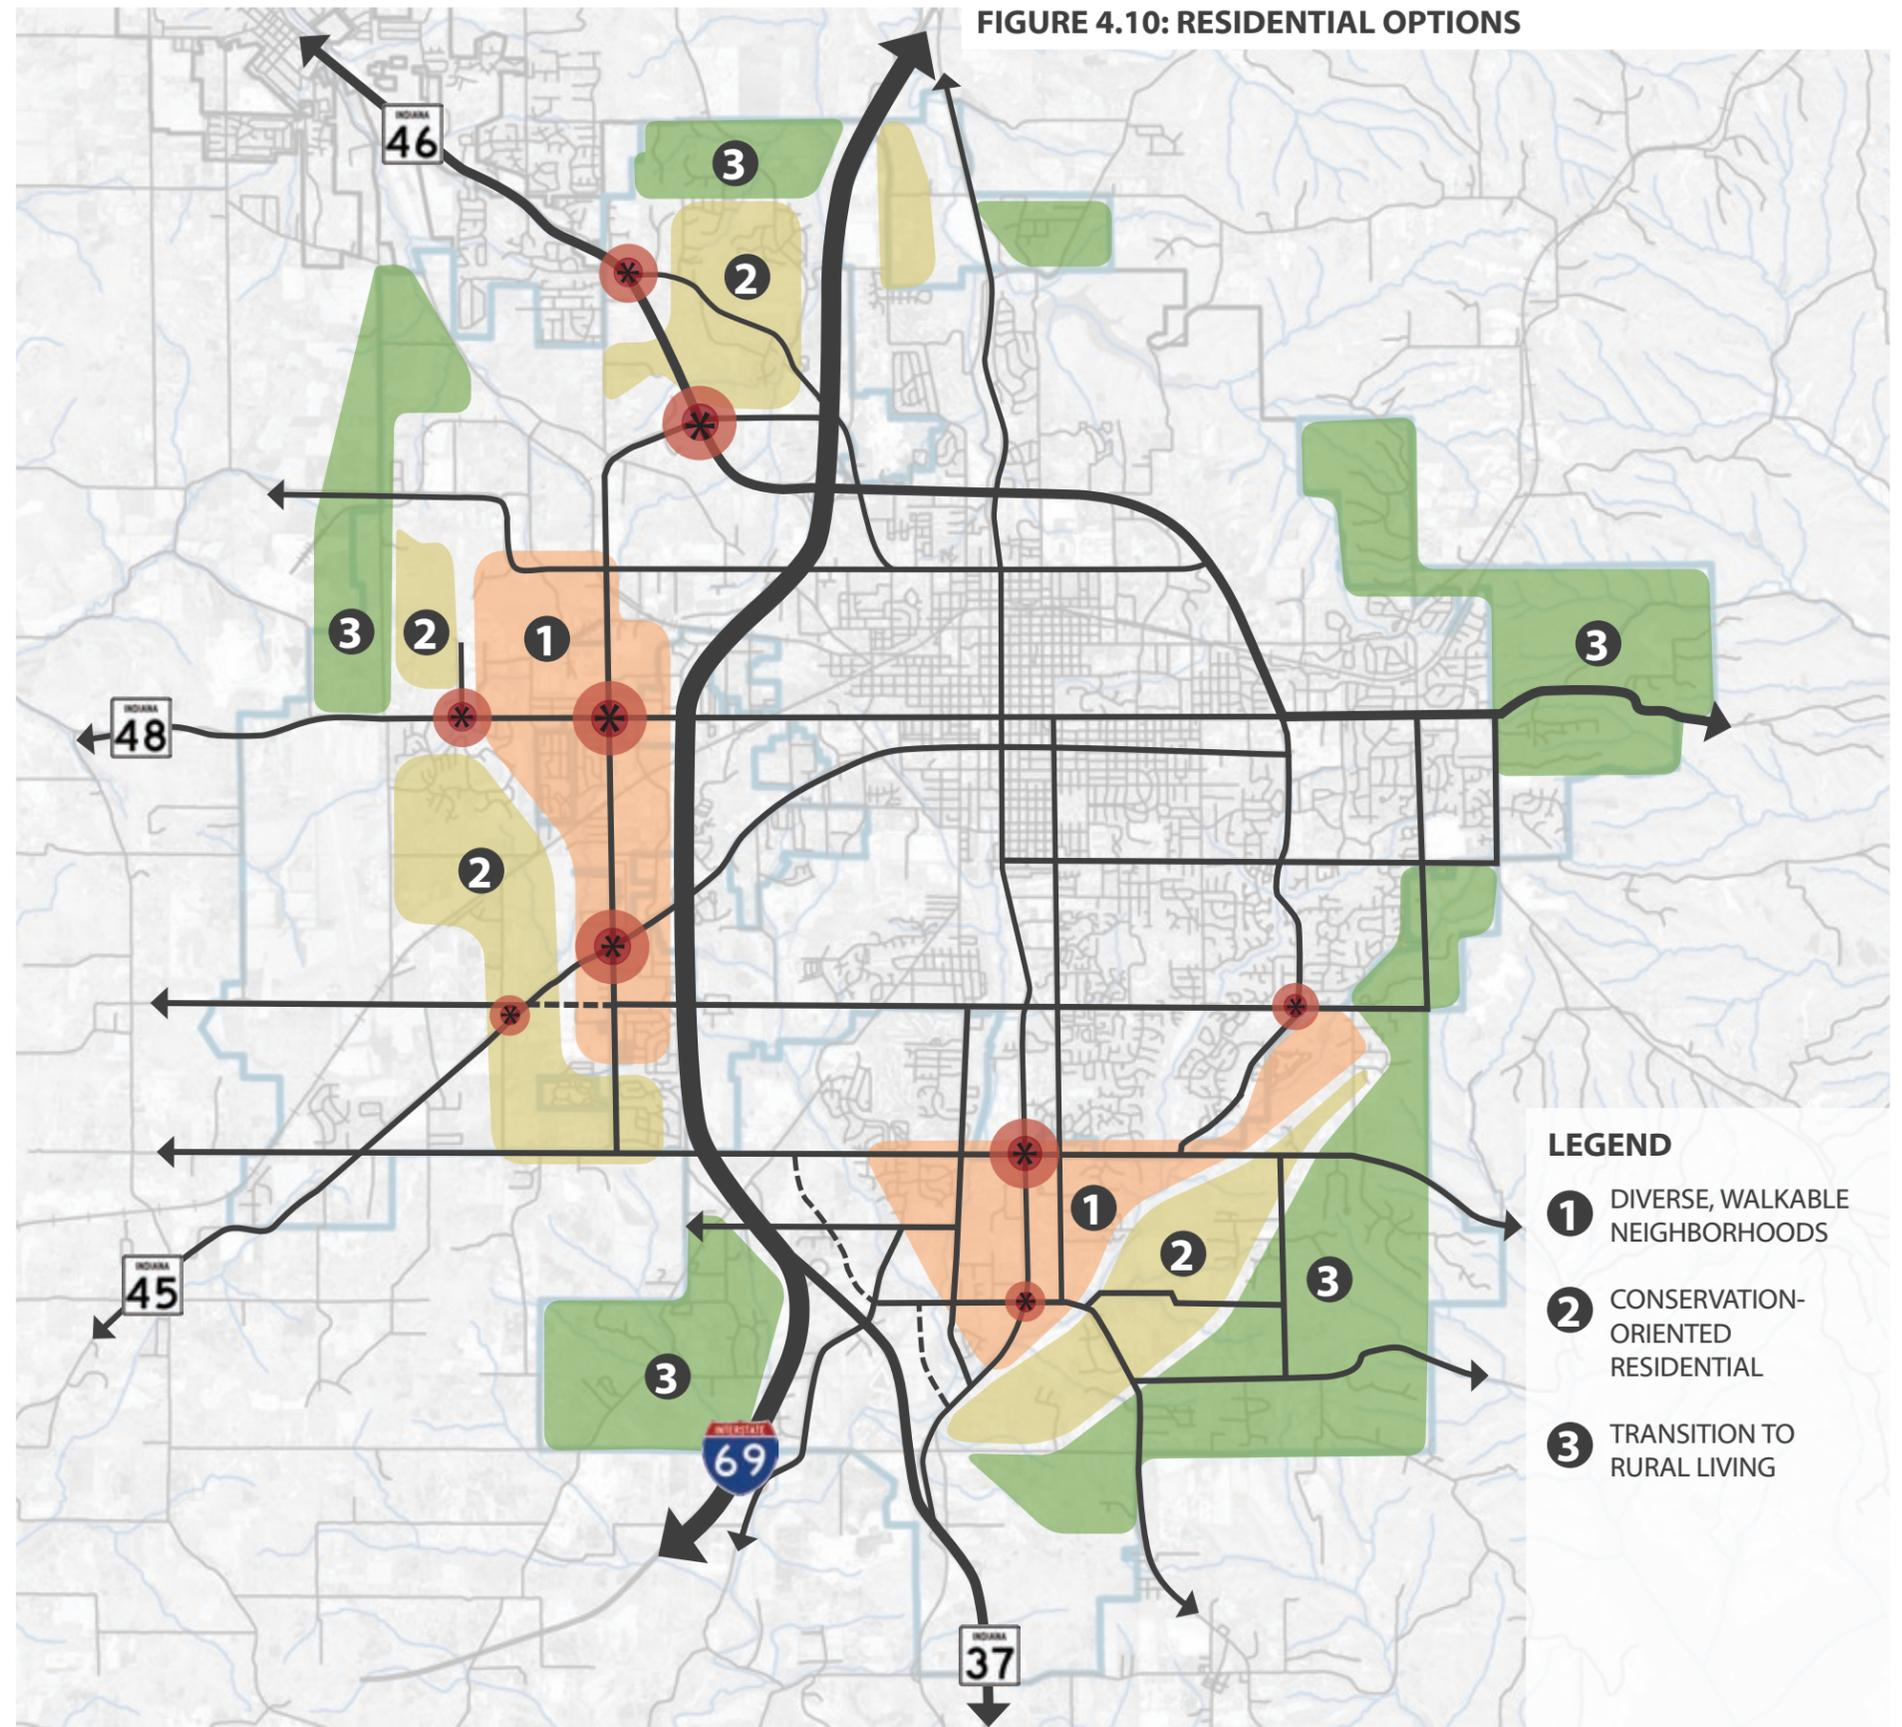 FIGURE 4.10: RESIDENTIAL OPTIONS
INDIANA
46
3
2
3
2
1
3
INDIANA
48
2
1
2
3
INDIANA
45
3
INTERSTATE
69
INDIANA
37
LEGEND
1 DIVERSE, WALKABLE
NEIGHBORHOODS
2 CONSERVATION-
ORIENTED
RESIDENTIAL
3 TRANSITION TO
RURAL LIVING